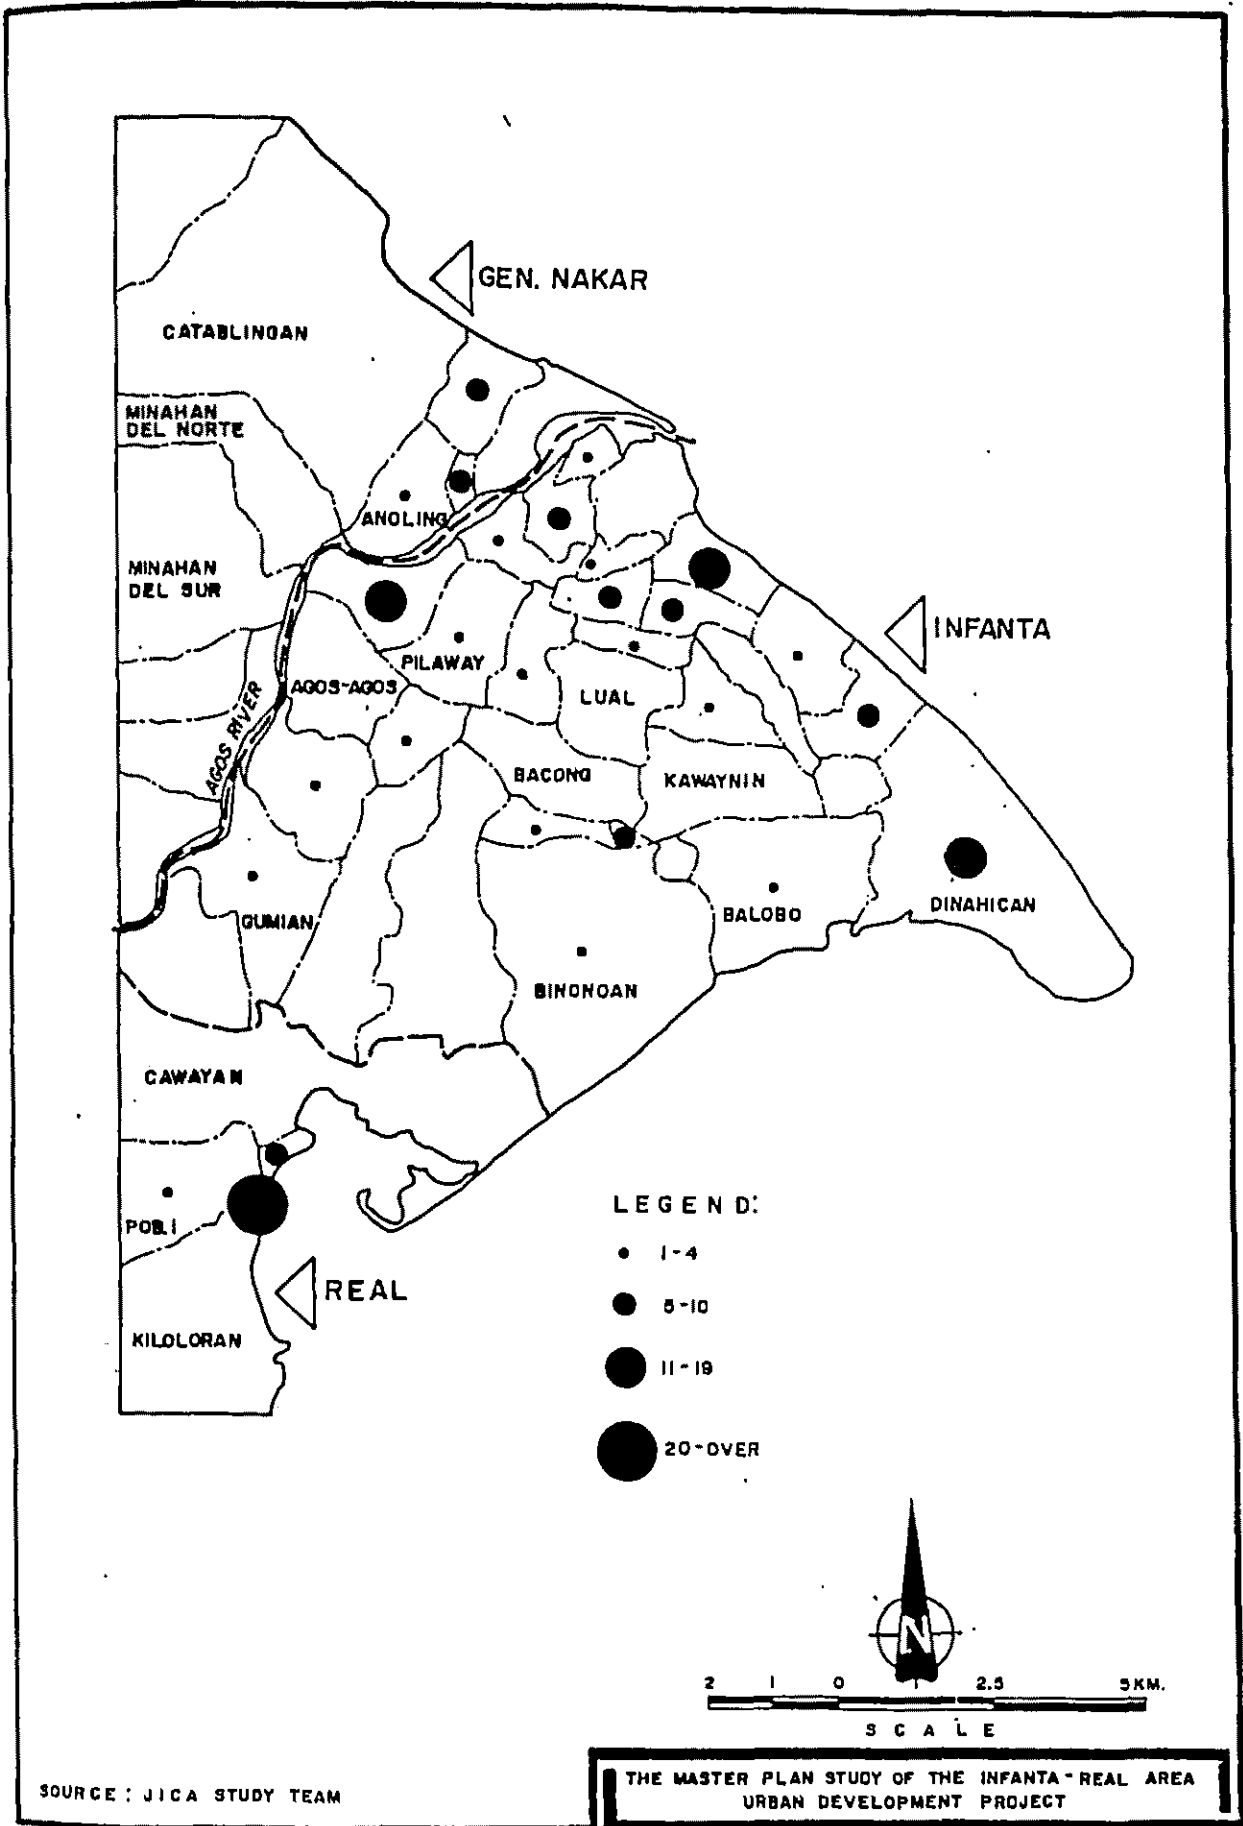 GEN. NAKAR
CATABLINGAN
MINAHAN
DEL NORTE
ANOLING
MINAHAN
DEL SUR
INFANTA
PILAWAY
AGOS-AGOS
LUAL
AGOS RIVER
BACONG
KAWAYNIN
GUMIAN
BALOBO
DINAHICAN
BINONOAN
CAWAYAN
POB.I
REAL
KILOLORAN
LEGEND:
1-4
5-10
11-19
20-OVER
N
2 1 0 1 2.5 5KM.
SCALE
SOURCE: JICA STUDY TEAM
THE MASTER PLAN STUDY OF THE INFANTA-REAL AREA
URBAN DEVELOPMENT PROJECT